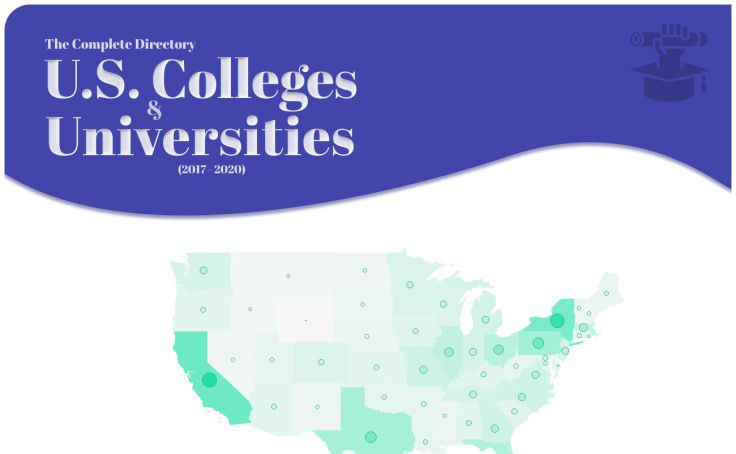 The Complete Directory
U.S. Colleges
&
Universities
(2017 - 2020)